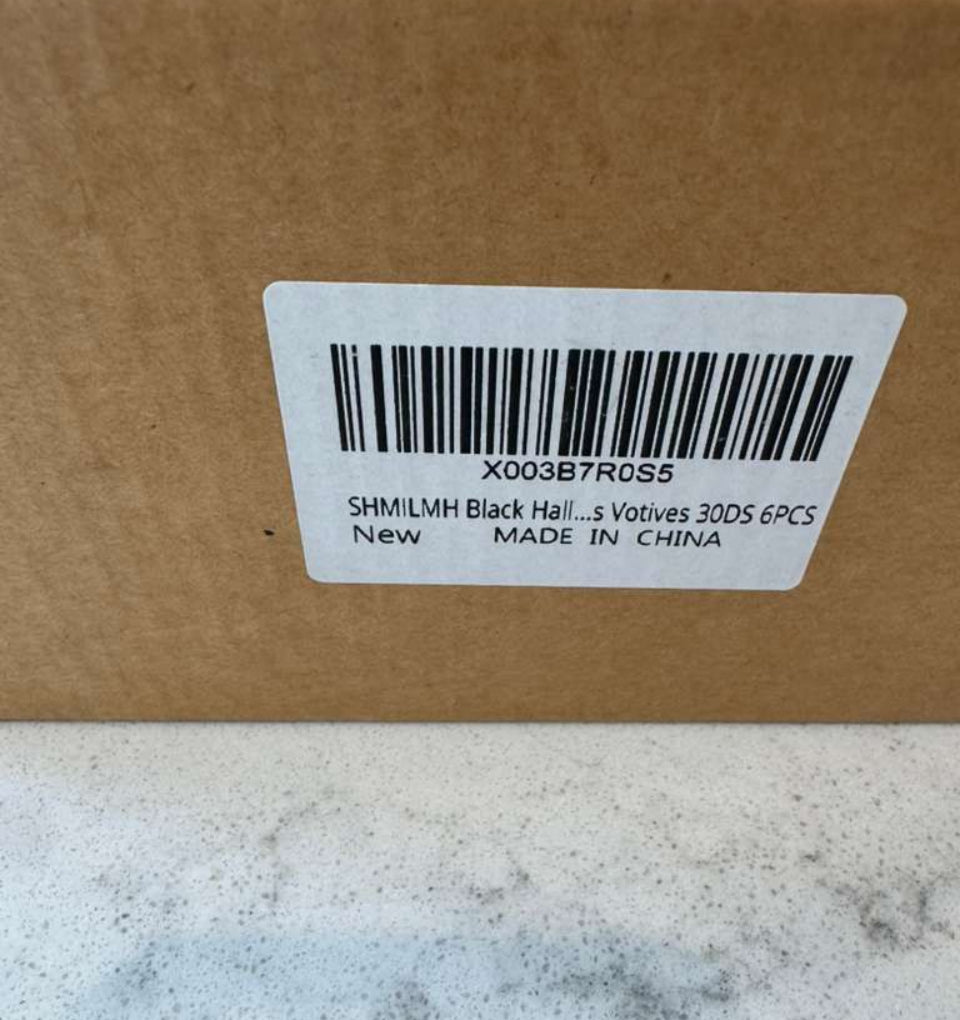 X003B7R0S5
SHMILMH Black Hall...s Votives 30DS 6PCS
New MADE IN CHINA